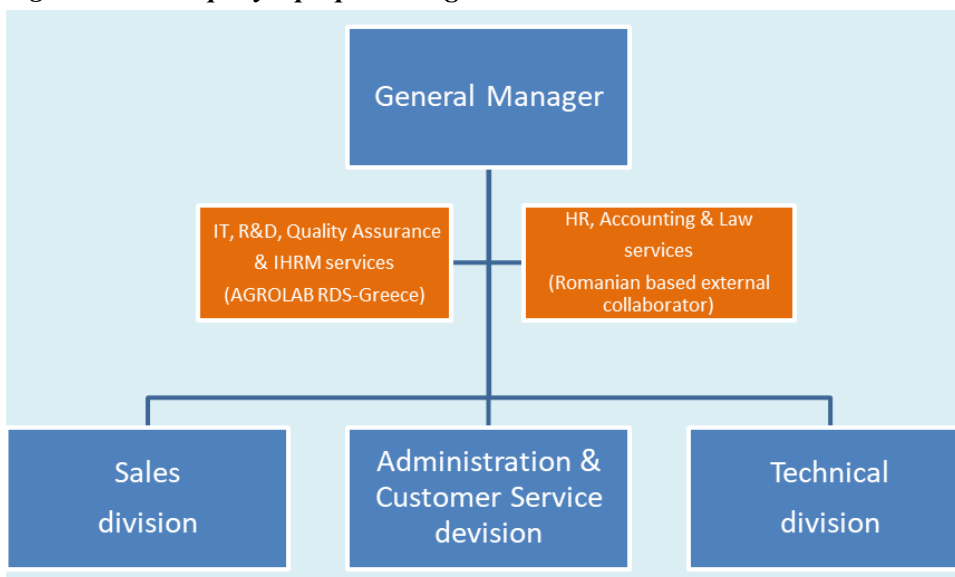 General Manager
IT, R&D, Quality Assurance
& IHRM services
(AGROLAB RDS-Greece)
HR, Accounting & Law
services
(Romanian based external
collaborator)
Sales
division
Administration &
Customer Service
devision
Technical
division